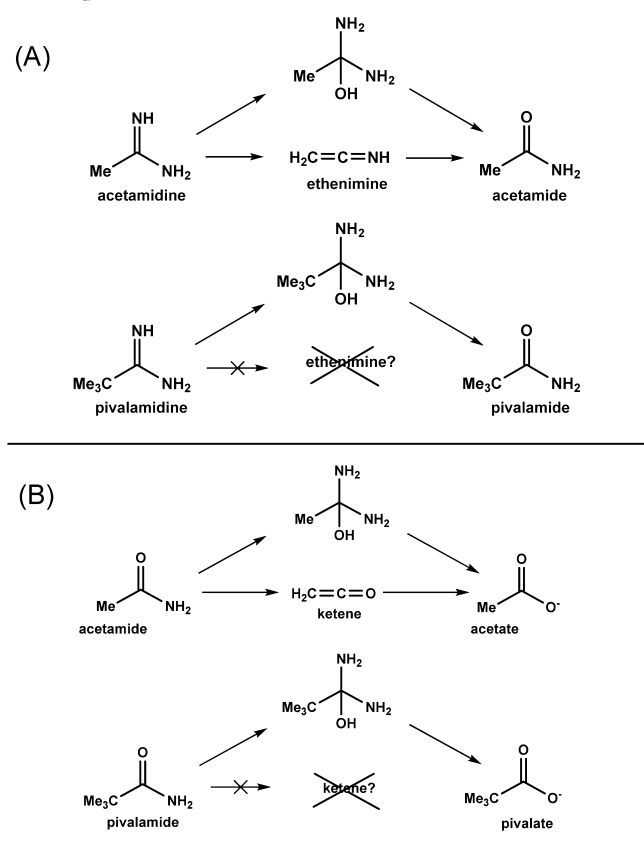 (A)
NH2
Me
NH2
OH
NH
Me
NH2
acetamidine
H2C=C=NH
ethenimine
O
Me
NH2
acetamide
NH2
Me3C
NH2
OH
NH
Me3C
NH2
pivalamidine
ethenimine?
O
Me3C
NH2
pivalamide
(B)
NH2
Me
NH2
OH
O
Me
NH2
acetamide
H2C=C=O
ketene
O
Me
O-
acetate
NH2
Me3C
NH2
OH
O
Me3C
NH2
pivalamide
ketene?
O
Me3C
O-
pivalate